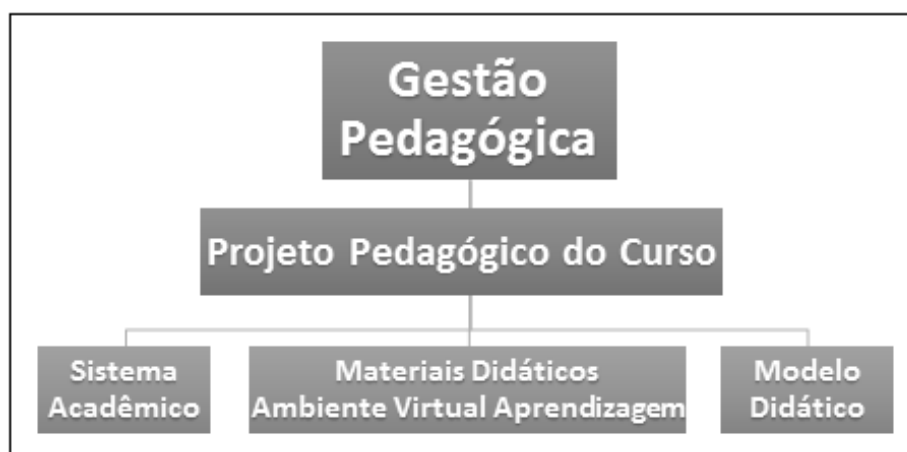 Gestão
Pedagógica
Projeto Pedagógico do Curso
Sistema
Acadêmico
Materiais Didáticos
Ambiente Virtual Aprendizagem
Modelo
Didático